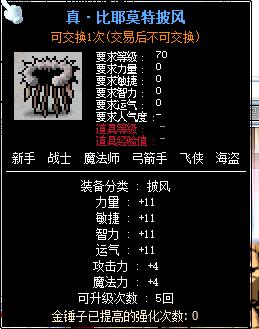 真·比耶莫特披风
可交换1次(交易后不可交换)
要求等级: 70
要求力量: 0
要求敏捷: 0
要求智力: 0
要求运气: 0
要求人气度: -
道具等级: -
道具经验值: -
新手 战士 魔法师 弓箭手 飞侠 海盗
装备分类 : 披风
力量 : +11
敏捷 : +11
智力 : +11
运气 : +11
攻击力 : +4
魔法力 : +4
可升级次数 : 5回
金锤子已提高的强化次数: 0